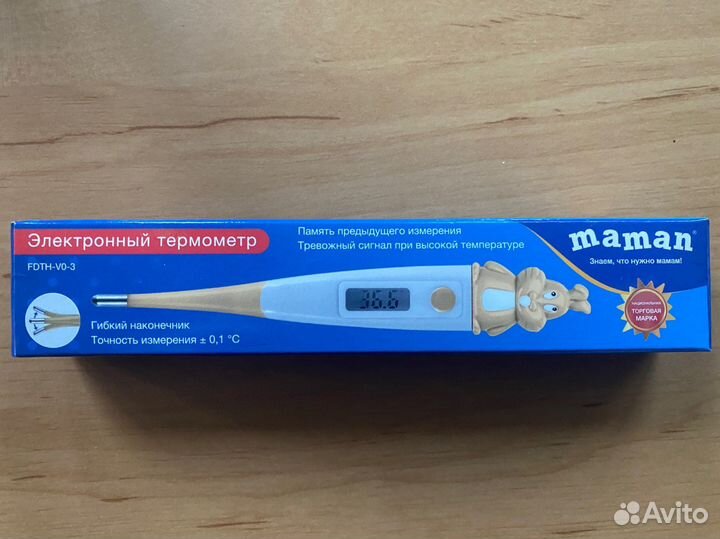 Электронный термометр
FDTH-V0-3
Память предыдущего измерения
Тревожный сигнал при высокой температуре
maman®
Знаем, что нужно мамам!
36.6
Гибкий наконечник
Точность измерения ± 0,1 °C
НАЦИОНАЛЬНАЯ
ТОРГОВАЯ
МАРКА
Avito